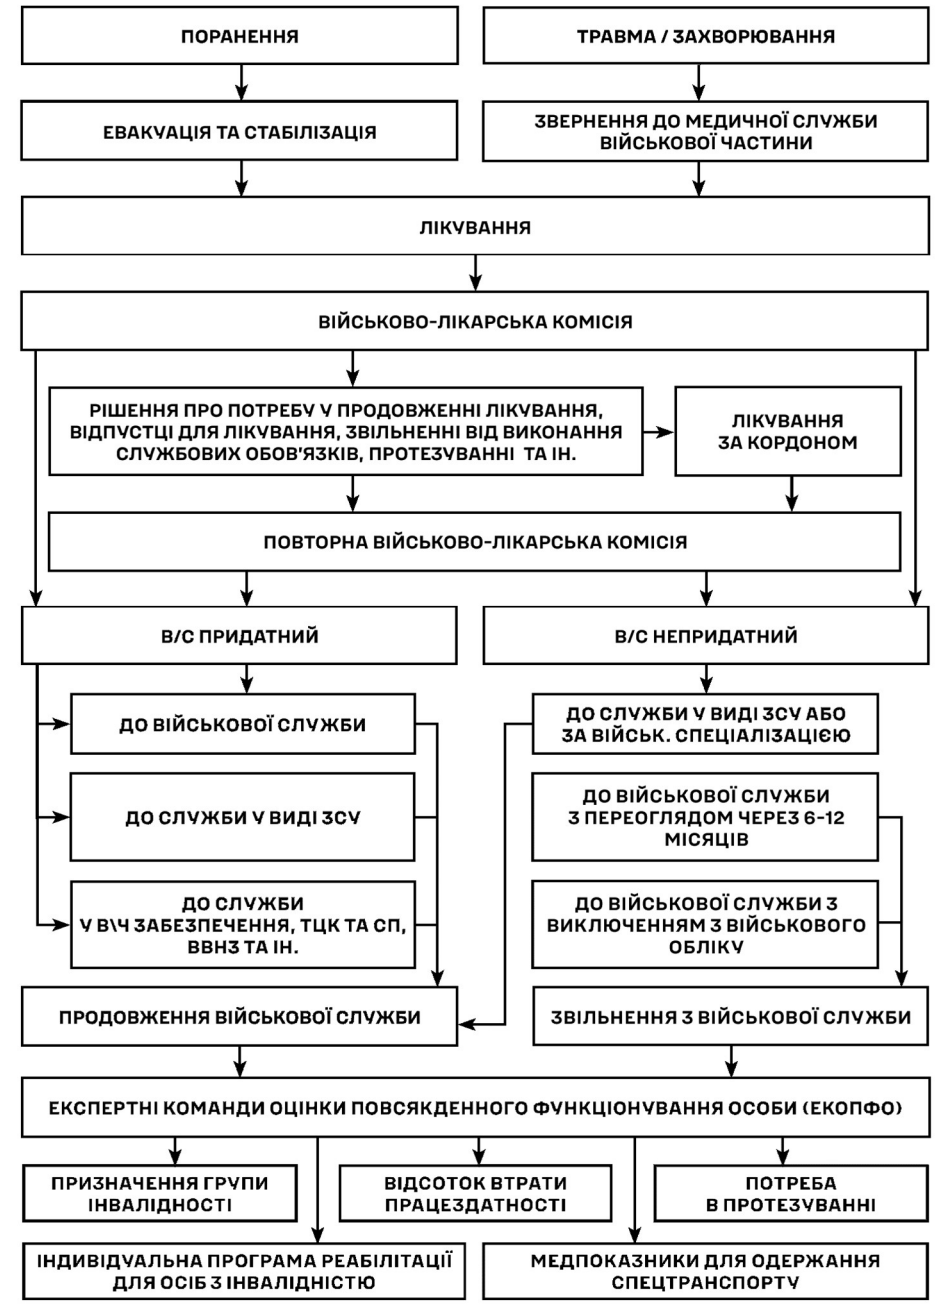 ПОРАНЕННЯ
ТРАВМА / ЗАХВОРЮВАННЯ
ЕВАКУАЦІЯ ТА СТАБІЛІЗАЦІЯ
ЗВЕРНЕННЯ ДО МЕДИЧНОЇ СЛУЖБИ
ВІЙСЬКОВОЇ ЧАСТИНИ
ЛІКУВАННЯ
ВІЙСЬКОВО-ЛІКАРСЬКА КОМІСІЯ
РІШЕННЯ ПРО ПОТРЕБУ У ПРОДОВЖЕННІ ЛІКУВАННЯ,
ВІДПУСТЦІ ДЛЯ ЛІКУВАННЯ, ЗВІЛЬНЕННІ ВІД ВИКОНАННЯ
СЛУЖБОВИХ ОБОВ'ЯЗКІВ, ПРОТЕЗУВАННІ ТА ІН.
ЛІКУВАННЯ
ЗА КОРДОНОМ
ПОВТОРНА ВІЙСЬКОВО-ЛІКАРСЬКА КОМІСІЯ
В/С ПРИДАТНИЙ
В/С НЕПРИДАТНИЙ
ДО ВІЙСЬКОВОЇ СЛУЖБИ
ДО СЛУЖБИ У ВИДІ ЗСУ
ДО СЛУЖБИ
У В\Ч ЗАБЕЗПЕЧЕННЯ, ТЦК ТА СП,
ВВНЗ ТА ІН.
ДО СЛУЖБИ У ВИДІ ЗСУ АБО
ЗА ВІЙСЬК. СПЕЦІАЛІЗАЦІЄЮ
ДО ВІЙСЬКОВОЇ СЛУЖБИ
З ПЕРЕОГЛЯДОМ ЧЕРЕЗ 6-12
МІСЯЦІВ
ДО ВІЙСЬКОВОЇ СЛУЖБИ З
ВИКЛЮЧЕННЯМ З ВІЙСЬКОВОГО
ОБЛІКУ
ПРОДОВЖЕННЯ ВІЙСЬКОВОЇ СЛУЖБИ
ЗВІЛЬНЕННЯ З ВІЙСЬКОВОЇ СЛУЖБИ
ЕКСПЕРТНІ КОМАНДИ ОЦІНКИ ПОВСЯКДЕННОГО ФУНКЦІОНУВАННЯ ОСОБИ (ЕКОПФО)
ПРИЗНАЧЕННЯ ГРУПИ
ІНВАЛІДНОСТІ
ВІДСОТОК ВТРАТИ
ПРАЦЕЗДАТНОСТІ
ПОТРЕБА
В ПРОТЕЗУВАННІ
ІНДИВІДУАЛЬНА ПРОГРАМА РЕАБІЛІТАЦІЇ
ДЛЯ ОСІБ З ІНВАЛІДНІСТЮ
МЕДПОКАЗНИКИ ДЛЯ ОДЕРЖАННЯ
СПЕЦТРАНСПОРТУ